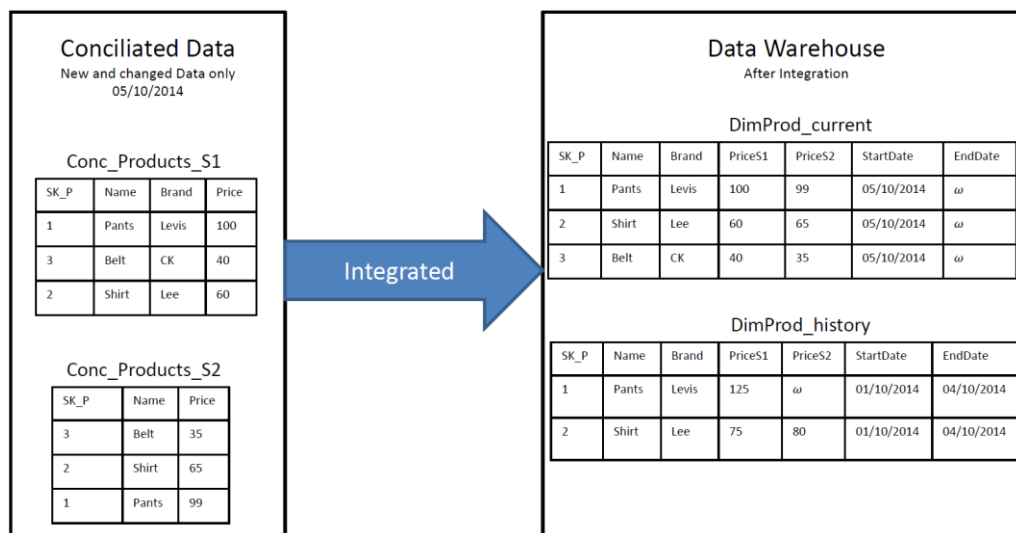 Conciliated Data
New and changed Data only
05/10/2014
Conc_Products_S1
SK_P Name Brand Price
1 Pants Levis 100
3 Belt CK 40
2 Shirt Lee 60
Conc_Products_S2
SK_P Name Price
3 Belt 35
2 Shirt 65
1 Pants 99
Integrated
Data Warehouse
After Integration
DimProd_current
SK_P Name Brand PriceS1 PriceS2 StartDate EndDate
1 Pants Levis 100 99 05/10/2014 ω
2 Shirt Lee 60 65 05/10/2014 ω
3 Belt CK 40 35 05/10/2014 ω
DimProd_history
SK_P Name Brand PriceS1 PriceS2 StartDate EndDate
1 Pants Levis 125 ω 01/10/2014 04/10/2014
2 Shirt Lee 75 80 01/10/2014 04/10/2014